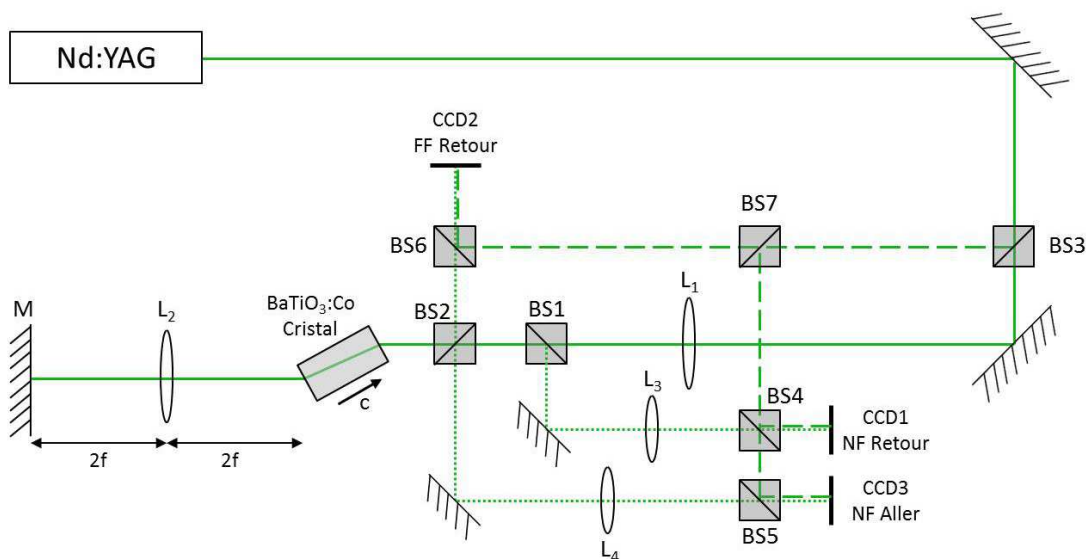 Nd:YAG
CCD2
FF Retour
BS7
BS6
BS3
M
L₂
BaTiO₃:Co
Cristal
BS2
BS1
L₁
c
L₃
BS4
CCD1
NF Retour
2f
2f
L₄
BS5
CCD3
NF Aller